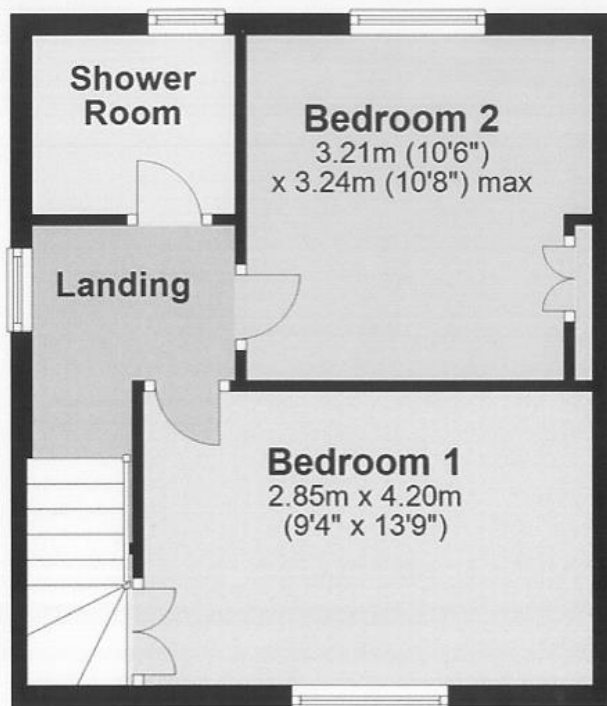 Shower
Room
Bedroom 2
3.21m (10'6")
x 3.24m (10'8") max
Landing
Bedroom 1
2.85m x 4.20m
(9'4" x 13'9")